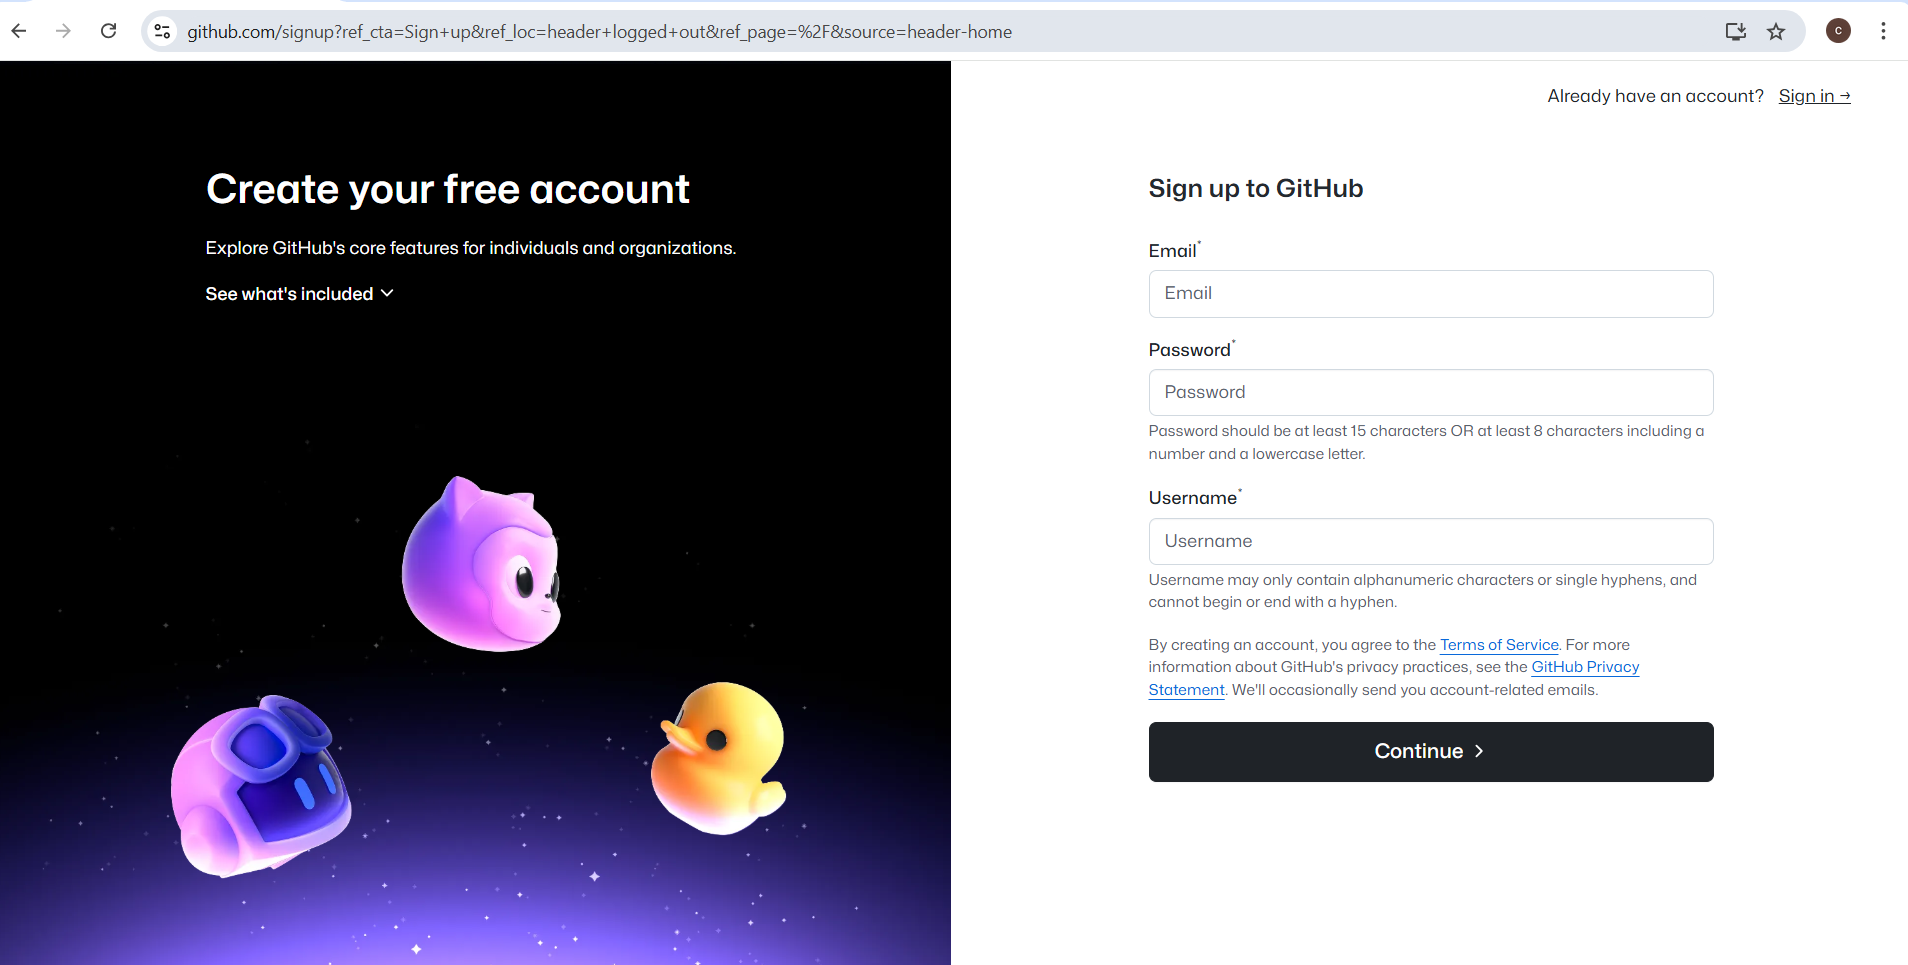 github.com/signup?ref_cta=Sign+up&ref_loc=header+logged+out&ref_page=%2F&source=header-home
C
Already have an account? Sign in →
Create your free account
Explore GitHub's core features for individuals and organizations.
See what's included
Sign up to GitHub
Email*
Email
Password*
Password
Password should be at least 15 characters OR at least 8 characters including a
number and a lowercase letter.
Username*
Username
Username may only contain alphanumeric characters or single hyphens, and
cannot begin or end with a hyphen.
By creating an account, you agree to the Terms of Service. For more
information about GitHub's privacy practices, see the GitHub Privacy
Statement. We'll occasionally send you account-related emails.
Continue